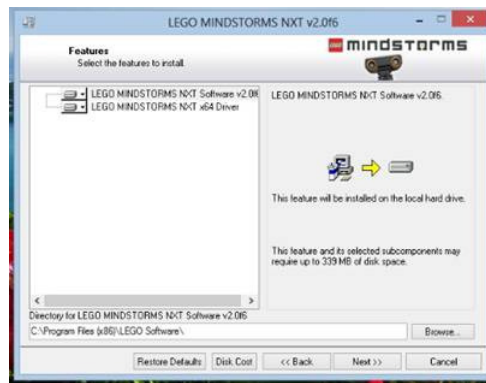 LEGO MINDSTORMS NXT v2.0f6
Features
Select the features to install.
mindstorms
LEGO MINDSTORMS NXT Software v2.0f6
LEGO MINDSTORMS NXT x64 Driver
LEGO MINDSTORMS NXT Software v2.0f6.
This feature will be installed on the local hard drive.
This feature and its selected subcomponents may
require up to 339 MB of disk space.
Directory for LEGO MINDSTORMS NXT Software v2.0f6
C:\Program Files (x86)\LEGO Software\
Browse...
Restore Defaults
Disk Cost
<< Back
Next >>
Cancel